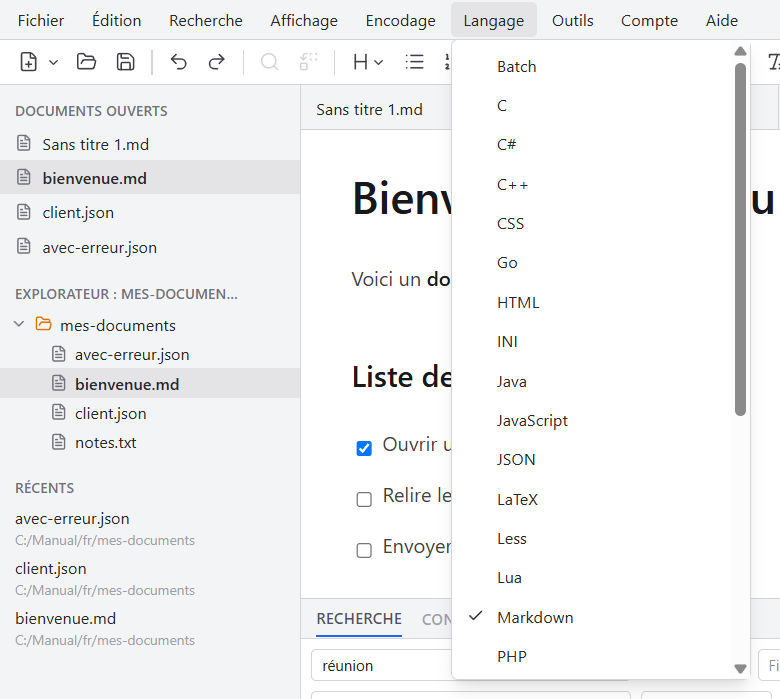 Fichier Édition Recherche Affichage Encodage Langage Outils Compte Aide
DOCUMENTS OUVERTS
Sans titre 1.md
bienvenue.md
client.json
avec-erreur.json
EXPLORATEUR : MES-DOCUMEN...
mes-documents
avec-erreur.json
bienvenue.md
client.json
notes.txt
RÉCENTS
avec-erreur.json
C:/Manual/fr/mes-documents
client.json
C:/Manual/fr/mes-documents
bienvenue.md
C:/Manual/fr/mes-documents
Sans titre 1.md
Voici un
Liste
Ouvrir
Relire
Envoyer
RECHERCHE
réunion
Batch
C
C#
C++
CSS
Go
HTML
INI
Java
JavaScript
JSON
LaTeX
Less
Lua
Markdown
PHP